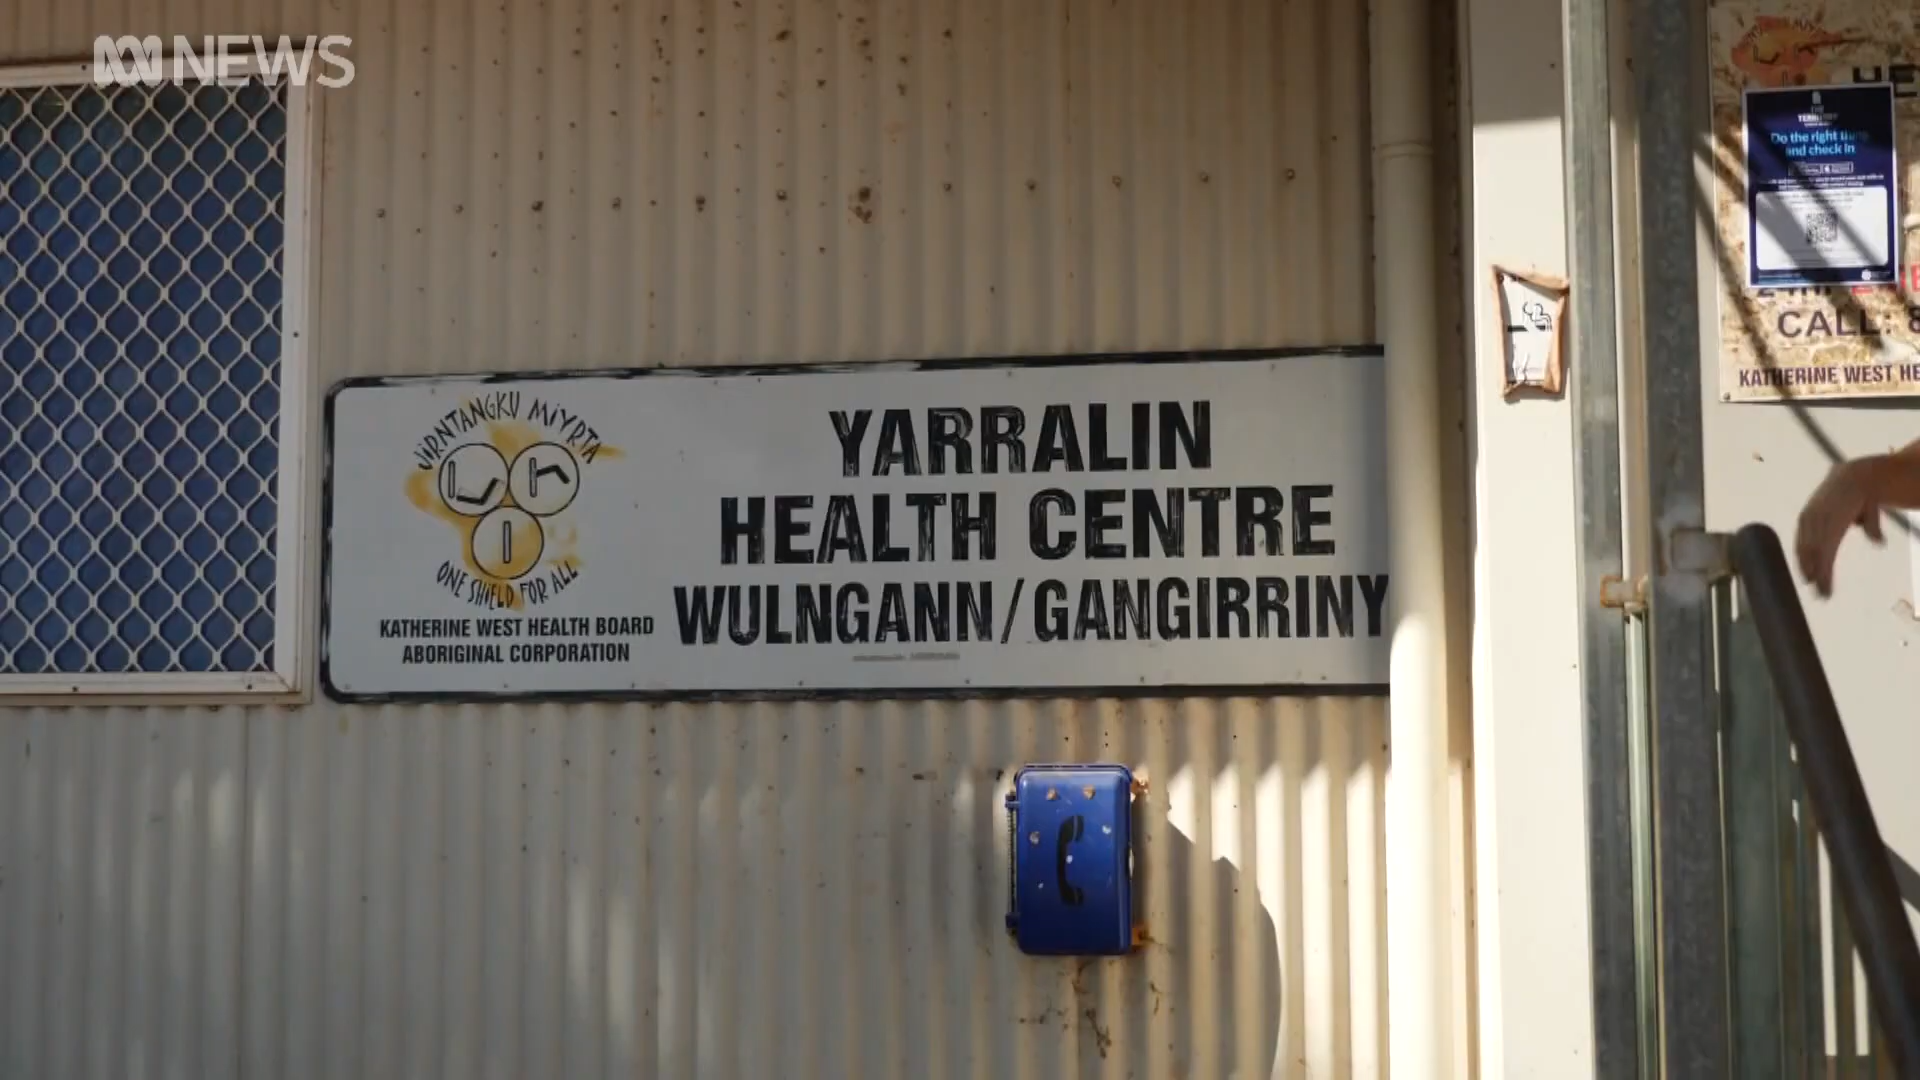 NEWS
JIRNTANGKU MIYRTA
ONE SHIELD FOR ALL
KATHERINE WEST HEALTH BOARD
ABORIGINAL CORPORATION
YARRALIN
HEALTH CENTRE
WULNGANN/GANGIRRINY
Do the right
and check in
CALL: 8
KATHERINE WEST HE